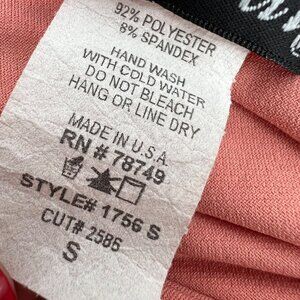 92% POLYESTER
8% SPANDEX
HAND WASH
WITH COLD WATER
DO NOT BLEACH
HANG OR LINE DRY
MADE IN U.S.A.
RN # 78749
STYLE# 1756 S
CUT# 2586
S